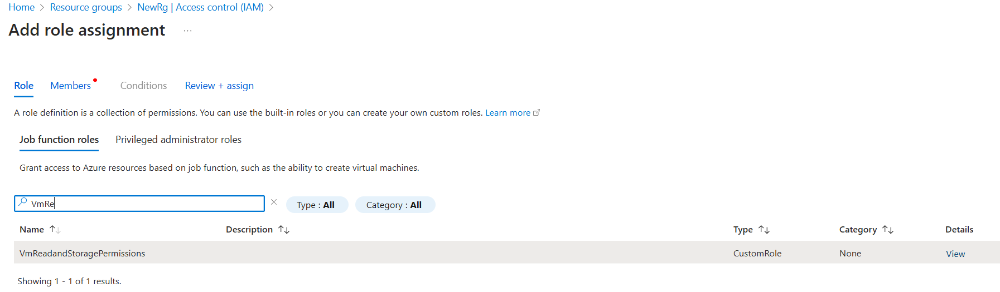 Home > Resource groups > NewRg | Access control (IAM) >
Add role assignment ...
Role Members Conditions Review + assign
A role definition is a collection of permissions. You can use the built-in roles or you can create your own custom roles. Learn more
Job function roles Privileged administrator roles
Grant access to Azure resources based on job function, such as the ability to create virtual machines.
VmRe × Type : All Category : All
Name ↑↓ Description ↑↓ Type ↑↓ Category ↑↓ Details
VmReadandStoragePermissions CustomRole None View
Showing 1 - 1 of 1 results.